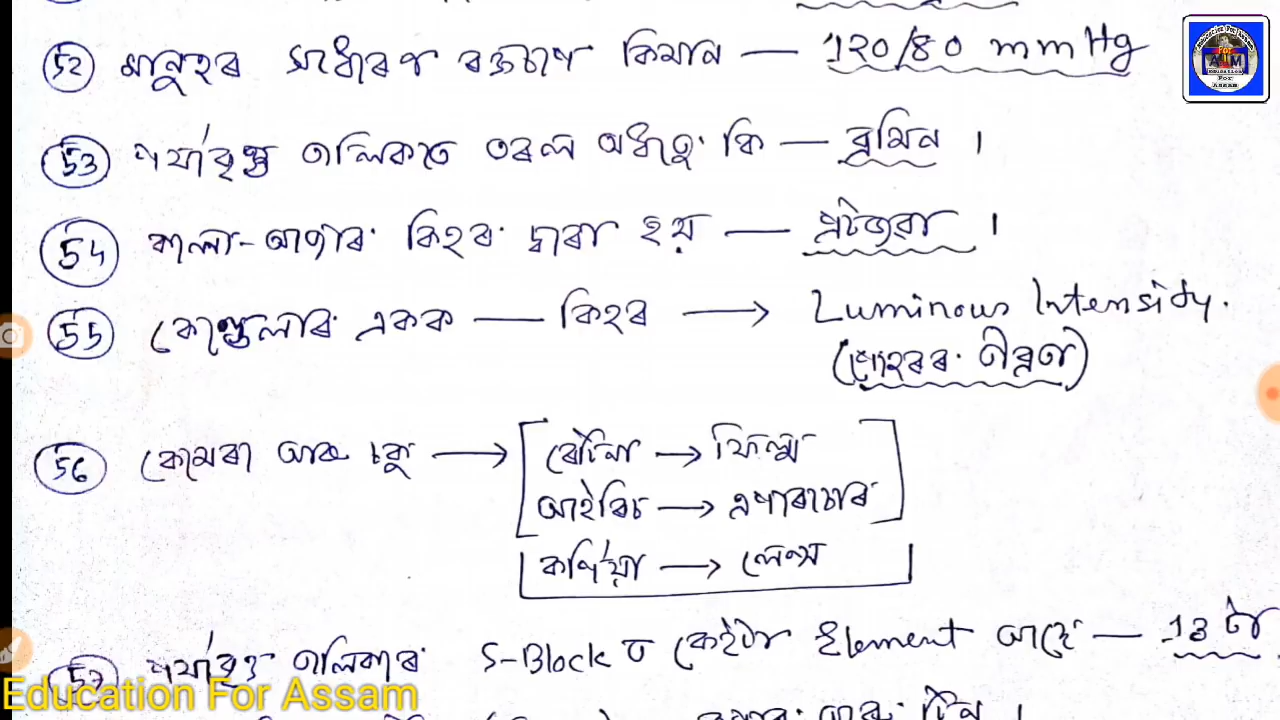 52 মানুহৰ সাধাৰণ ৰক্তচাপ কিমান — 120/80 mmHg
53 পৰ্যাবৃত্ত তালিকাত তৰল অধাতু কি — ব্ৰমিন ।
54 কালা-আজাৰ কিহৰ দ্বাৰা হয় — প্ৰট'জুৱা ।
55 কেণ্ডেলাৰ একক — কিহৰ → Luminous Intensity.
(পোহৰৰ তীব্ৰতা)
56 কেমেৰা আৰু চকু → [ ৰেটিনা → ফিল্ম
আইৰিচ → এপাৰচাৰ
কৰ্ণিয়া → লেন্স
57 পৰ্যাবৃত্ত তালিকাৰ S-Block ত কেইটা Element আছে — 13 টা
Education For Assam